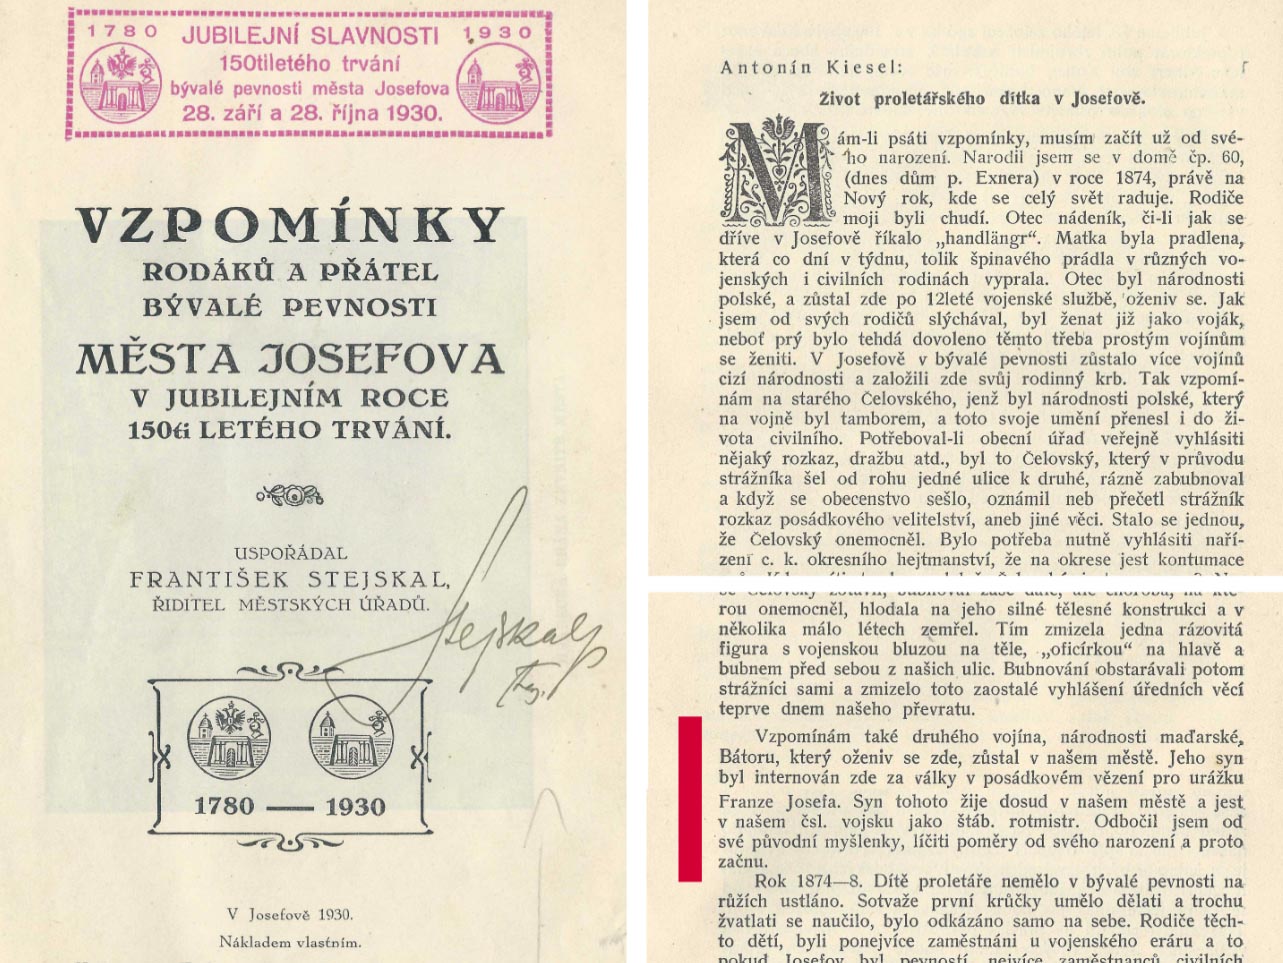 1780 JUBILEJNÍ SLAVNOSTI 1930
150tiletého trvání
bývalé pevnosti města Josefova
28. září a 28. října 1930.
VZPOMÍNKY
RODÁKŮ A PŘÁTEL
BÝVALÉ PEVNOSTI
MĚSTA JOSEFOVA
V JUBILEJNÍM ROCE
150ti LETÉHO TRVÁNÍ.
USPOŘÁDAL
FRANTIŠEK STEJSKAL,
ŘIDITEL MĚSTSKÝCH ÚŘADŮ.
Stejskal
1780 — 1930
V Josefově 1930.
Nákladem vlastním.
Antonín Kiesel:
Život proletářského dítka v Josefově.
Mám-li psáti vzpomínky, musím začít už od své-
ho narození. Narodil jsem se v domě čp. 60,
(dnes dům p. Exnera) v roce 1874, právě na
Nový rok, kde se celý svět raduje. Rodiče
moji byli chudí. Otec nádeník, či-li jak se
dříve v Josefově říkalo „handlängr“. Matka byla pradlena,
která co dní v týdnu, tolik špinavého prádla v různých vo-
jenských i civilních rodinách vyprala. Otec byl národnosti
polské, a zůstal zde po 12leté vojenské službě, oženiv se. Jak
jsem od svých rodičů slýchával, byl ženat již jako voják,
neboť prý bylo tehdá dovoleno těmto třeba prostým vojínům
se ženiti. V Josefově v bývalé pevnosti zůstalo více vojínů
cizí národnosti a založili zde svůj rodinný krb. Tak vzpomí-
nám na starého Čelovského, jenž byl národnosti polské, který
na vojně byl tamborem, a toto svoje umění přenesl i do ži-
vota civilního. Potřeboval-li obecní úřad veřejně vyhlásiti
nějaký rozkaz, dražbu atd., byl to Čelovský, který v průvodu
strážníka šel od rohu jedné ulice k druhé, rázně zabubnoval
a když se obecenstvo sešlo, oznámil neb přečetl strážník
rozkaz posádkového velitelství, aneb jiné věci. Stalo se jednou,
že Čelovský onemocněl. Bylo potřeba nutně vyhlásiti naří-
zení c. k. okresního hejtmanství, že na okrese jest kontumace
se Čelovský zotavil, bubnoval zase dále, ale choroba, na kte-
rou onemocněl, hlodala na jeho silné tělesné konstrukci a v
několika málo létech zemřel. Tím zmizela jedna rázovitá
figura s vojenskou bluzou na těle, „oficírkou“ na hlavě a
bubnem před sebou z našich ulic. Bubnování obstarávali potom
strážníci sami a zmizelo toto zaostalé vyhlášení úředních věcí
teprve dnem našeho převratu.
Vzpomínám také druhého vojína, národnosti maďarské,
Bátoru, který oženiv se zde, zůstal v našem městě. Jeho syn
byl internován zde za války v posádkovém vězení pro urážku
Franze Josefa. Syn tohoto žije dosud v našem městě a jest
v našem čsl. vojsku jako štáb. rotmistr. Odbočil jsem od
své původní myšlenky, líčiti poměry od svého narození a proto
začnu.
Rok 1874—8. Dítě proletáře nemělo v bývalé pevnosti na
růžích ustláno. Sotvaže první krůčky umělo dělati a trochu
žvatlati se naučilo, bylo odkázáno samo na sebe. Rodiče těch-
to dětí, byli ponejvíce zaměstnáni u vojenského eráru a to
pokud Josefov byl pevností, nejvíce zaměstnanců civilních